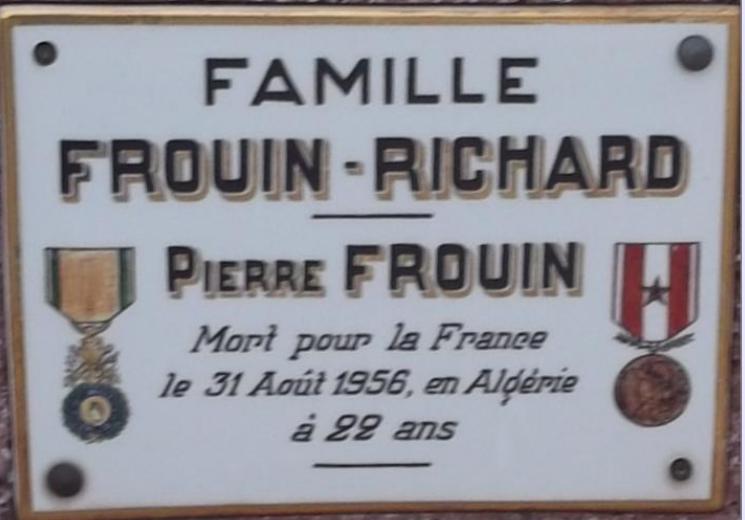 FAMILLE
FROUIN-RICHARD
PIERRE FROUIN
Mort pour la France
le 31 Août 1956, en Algérie
à 22 ans